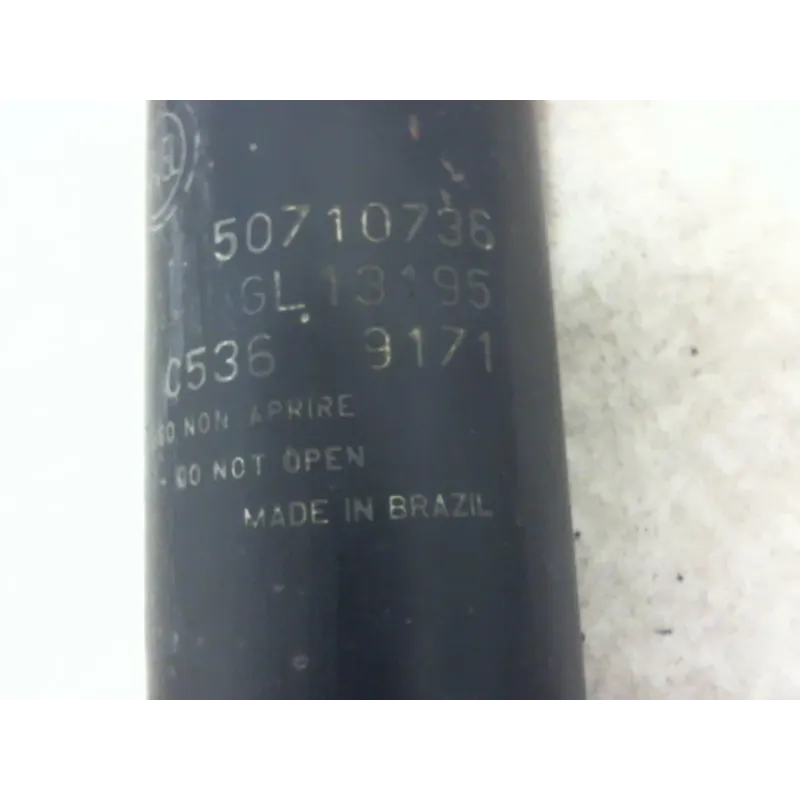 50710736
GL 13195
C536 9171
NON APRIRE
- DO NOT OPEN
MADE IN BRAZIL